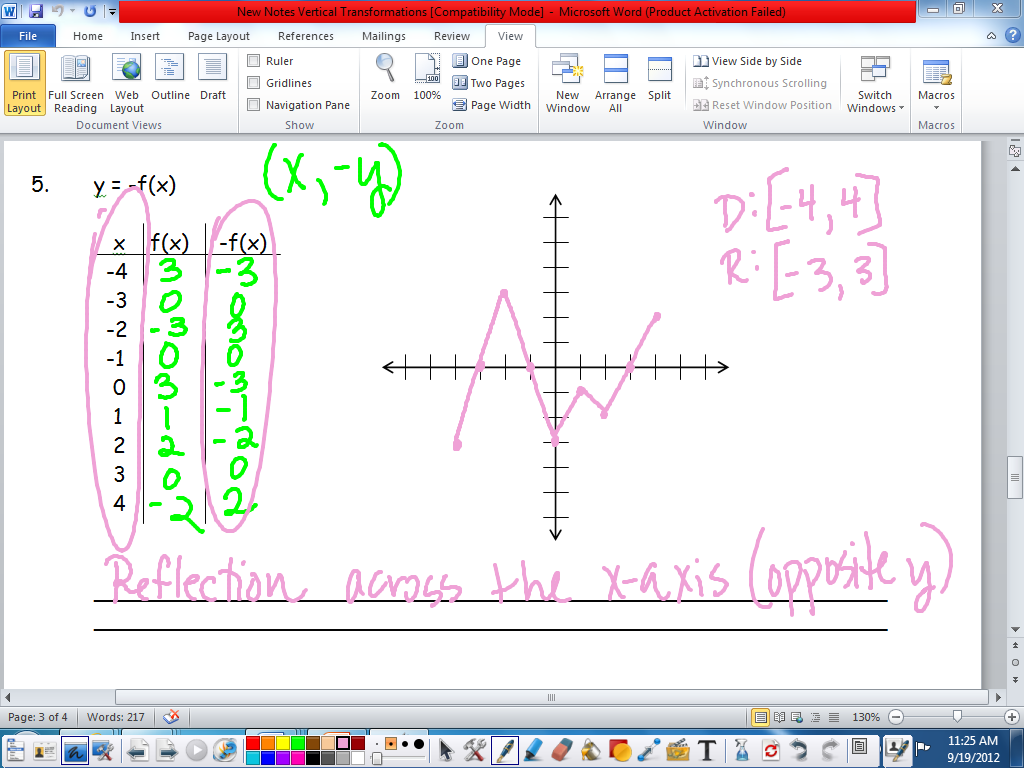 New Notes Vertical Transformations [Compatibility Mode] - Microsoft Word (Product Activation Failed)
File Home Insert Page Layout References Mailings Review View
Print Layout
Full Screen Reading
Web Layout
Outline
Draft
Document Views
Ruler
Gridlines
Navigation Pane
Show
Zoom
100%
One Page
Two Pages
Page Width
Zoom
New Window
Arrange All
Split
View Side by Side
Synchronous Scrolling
Reset Window Position
Window
Switch Windows
Macros
Macros
5. y = -f(x)
(x, -y)
D: [-4, 4]
R: [-3, 3]
x f(x) -f(x)
-4 3 -3
-3 0 0
-2 -3 3
-1 0 0
0 3 -3
1 1 -1
2 2 -2
3 0 0
4 -2 2
Reflection across the x-axis (opposite y)
Page: 3 of 4 Words: 217 130%
11:25 AM
9/19/2012